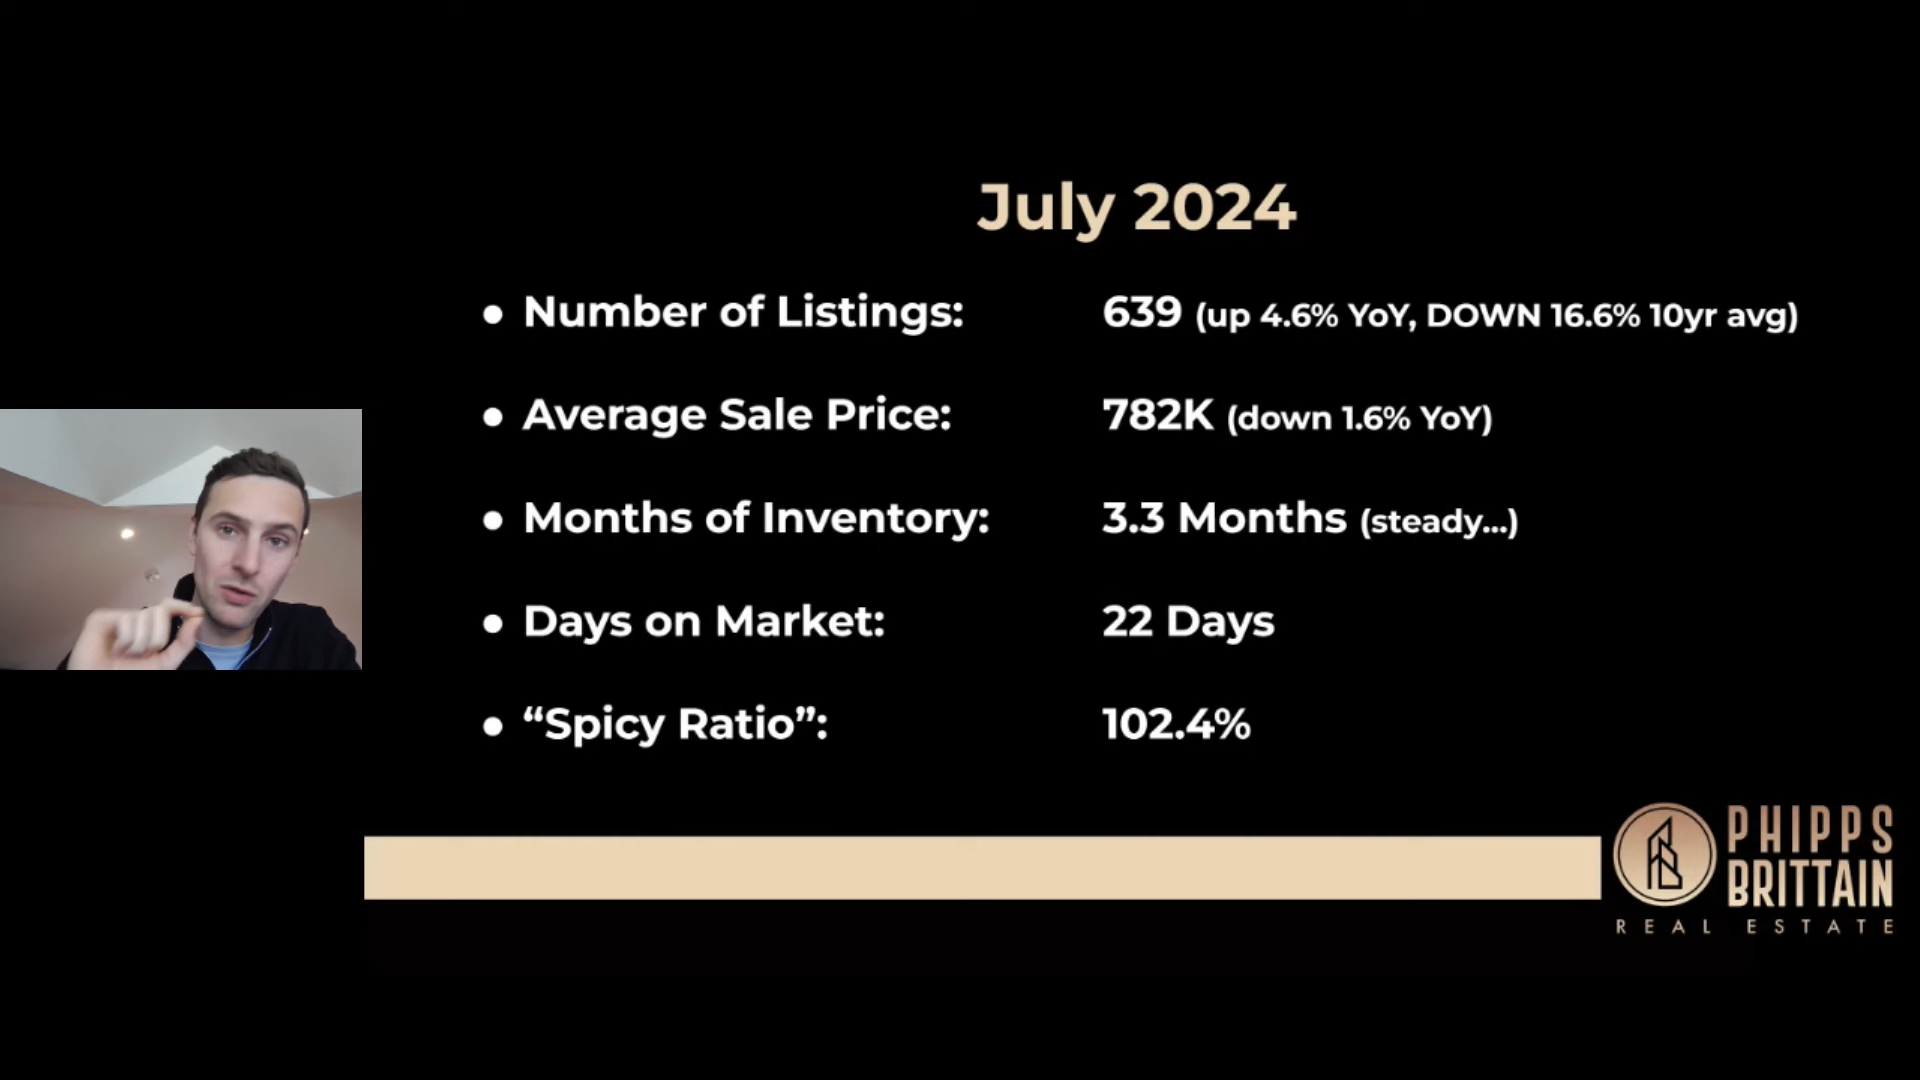 July 2024
● Number of Listings: 639 (up 4.6% YoY, DOWN 16.6% 10yr avg)
● Average Sale Price: 782K (down 1.6% YoY)
● Months of Inventory: 3.3 Months (steady...)
● Days on Market: 22 Days
● “Spicy Ratio”: 102.4%
PHIPPS
BRITTAIN
REAL ESTATE